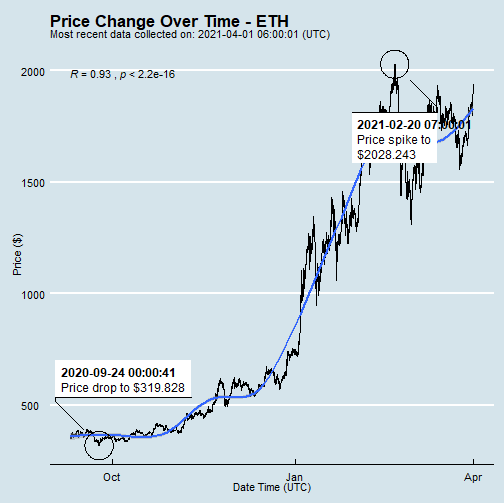 Price Change Over Time - ETH
Most recent data collected on: 2021-04-01 06:00:01 (UTC)
R = 0.93 , p < 2.2e-16
2000
1500
1000
500
Price ($)
2021-02-20 07:00:01
Price spike to
$2028.243
2020-09-24 00:00:41
Price drop to $319.828
Oct
Jan
Apr
Date Time (UTC)